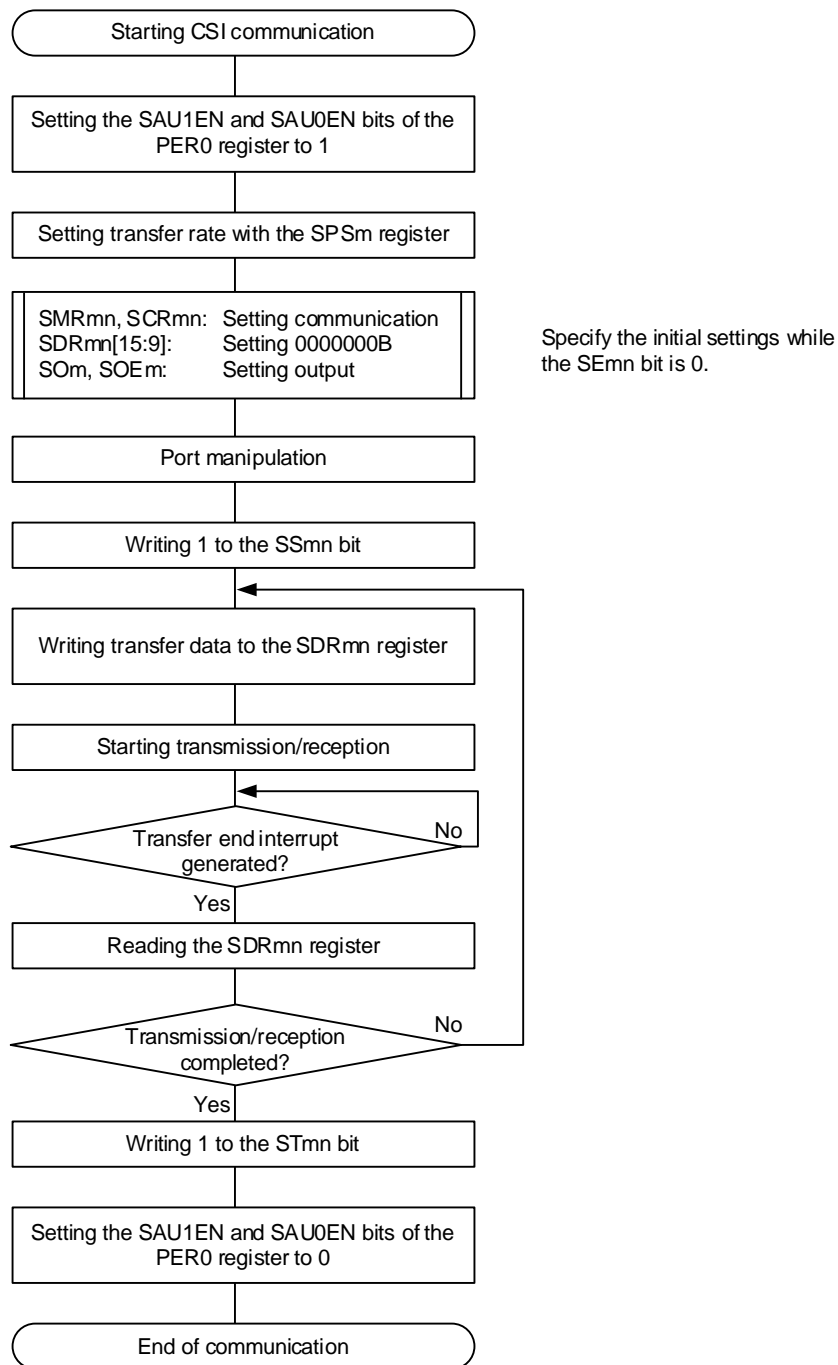 Starting CSI communication
Setting the SAU1EN and SAU0EN bits of the
PER0 register to 1
Setting transfer rate with the SPSm register
SMRmn, SCRmn: Setting communication
SDRmn[15:9]: Setting 0000000B
SOm, SOEm: Setting output
Specify the initial settings while
the SEmn bit is 0.
Port manipulation
Writing 1 to the SSmn bit
Writing transfer data to the SDRmn register
Starting transmission/reception
Transfer end interrupt
generated?
No
Yes
Reading the SDRmn register
Transmission/reception
completed?
No
Yes
Writing 1 to the STmn bit
Setting the SAU1EN and SAU0EN bits of the
PER0 register to 0
End of communication